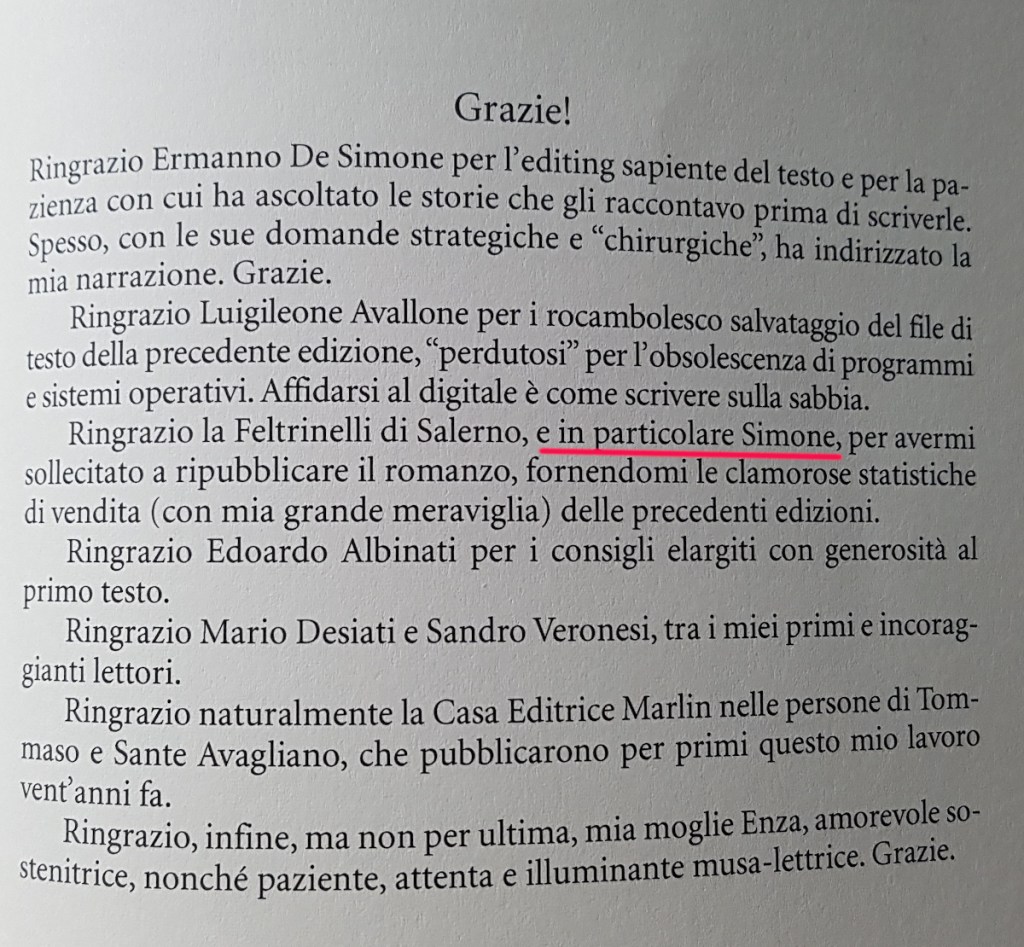 Grazie!
Ringrazio Ermanno De Simone per l’editing sapiente del testo e per la pa-
zienza con cui ha ascoltato le storie che gli raccontavo prima di scriverle.
Spesso, con le sue domande strategiche e “chirurgiche”, ha indirizzato la
mia narrazione. Grazie.
Ringrazio Luigileone Avallone per i rocambolesco salvataggio del file di
testo della precedente edizione, “perdutosi” per l’obsolescenza di programmi
e sistemi operativi. Affidarsi al digitale è come scrivere sulla sabbia.
Ringrazio la Feltrinelli di Salerno, e in particolare Simone, per avermi
sollecitato a ripubblicare il romanzo, fornendomi le clamorose statistiche
di vendita (con mia grande meraviglia) delle precedenti edizioni.
Ringrazio Edoardo Albinati per i consigli elargiti con generosità al
primo testo.
Ringrazio Mario Desiati e Sandro Veronesi, tra i miei primi e incorag-
gianti lettori.
Ringrazio naturalmente la Casa Editrice Marlin nelle persone di Tom-
maso e Sante Avagliano, che pubblicarono per primi questo mio lavoro
vent’anni fa.
Ringrazio, infine, ma non per ultima, mia moglie Enza, amorevole so-
stenitrice, nonché paziente, attenta e illuminante musa-lettrice. Grazie.